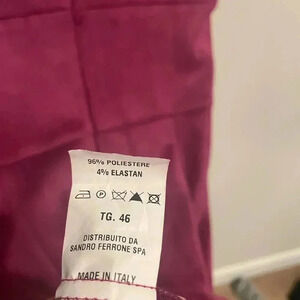 96% POLIESTERE
4% ELASTAN
TG. 46
DISTRIBUITO DA
SANDRO FERRONE SPA
MADE IN ITALY